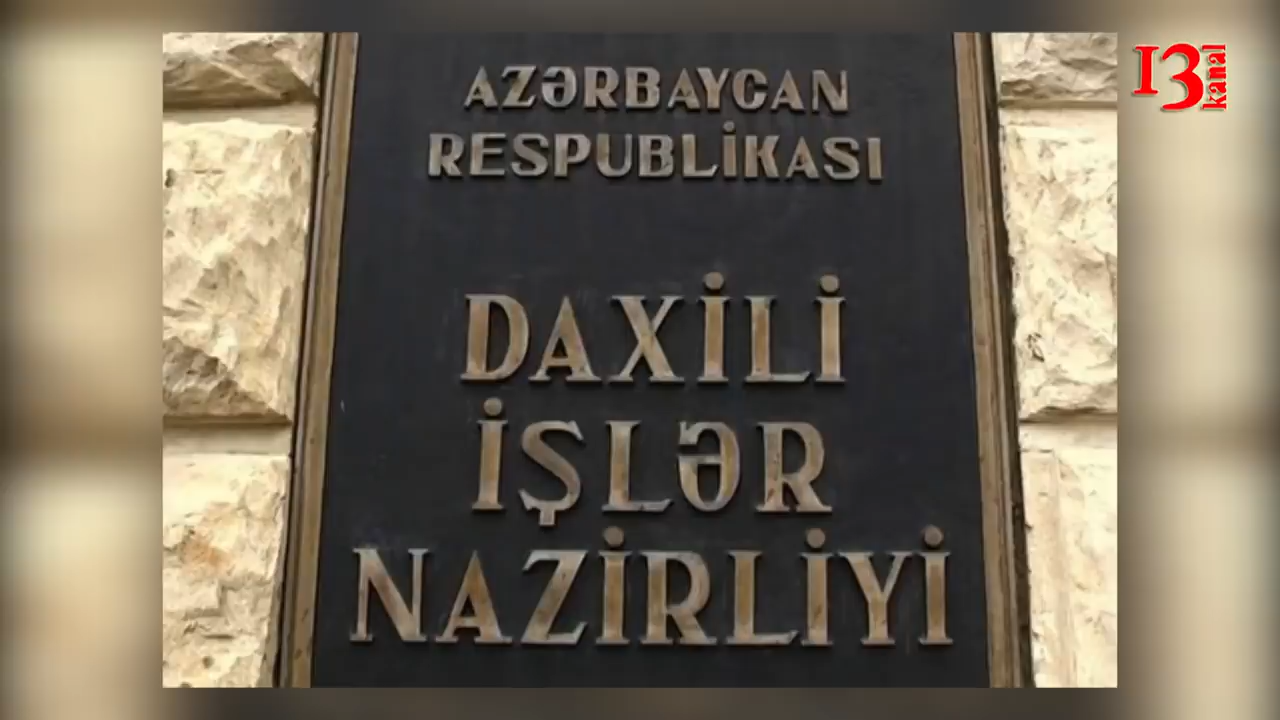 AZƏRBAYCAN
RESPUBLİKASI
DAXİLİ
İŞLƏR
NAZİRLİYİ
13
kanal